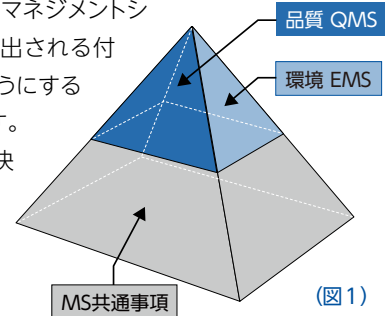 マネジメントシ
出される付
うにする
す。
決
品質 QMS
環境 EMS
MS共通事項
(図1)